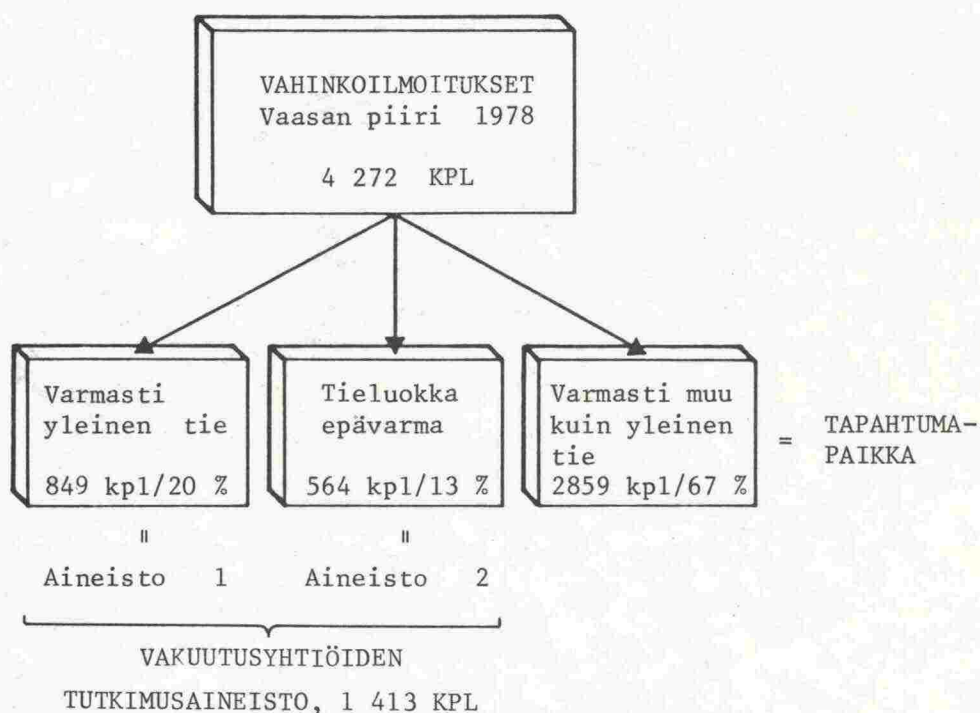 VAHINKOILMOITUKSET
Vaasan piiri 1978
4 272 KPL
Varmasti
yleinen tie
849 kpl/20 %
Tieluokka
epävarma
564 kpl/13 %
Varmasti muu
kuin yleinen
tie
2859 kpl/67 %
= TAPAHTUMA-
PAIKKA
=
Aineisto 1
=
Aineisto 2
VAKUUTUSYHTIÖIDEN
TUTKIMUSAINEISTO, 1 413 KPL